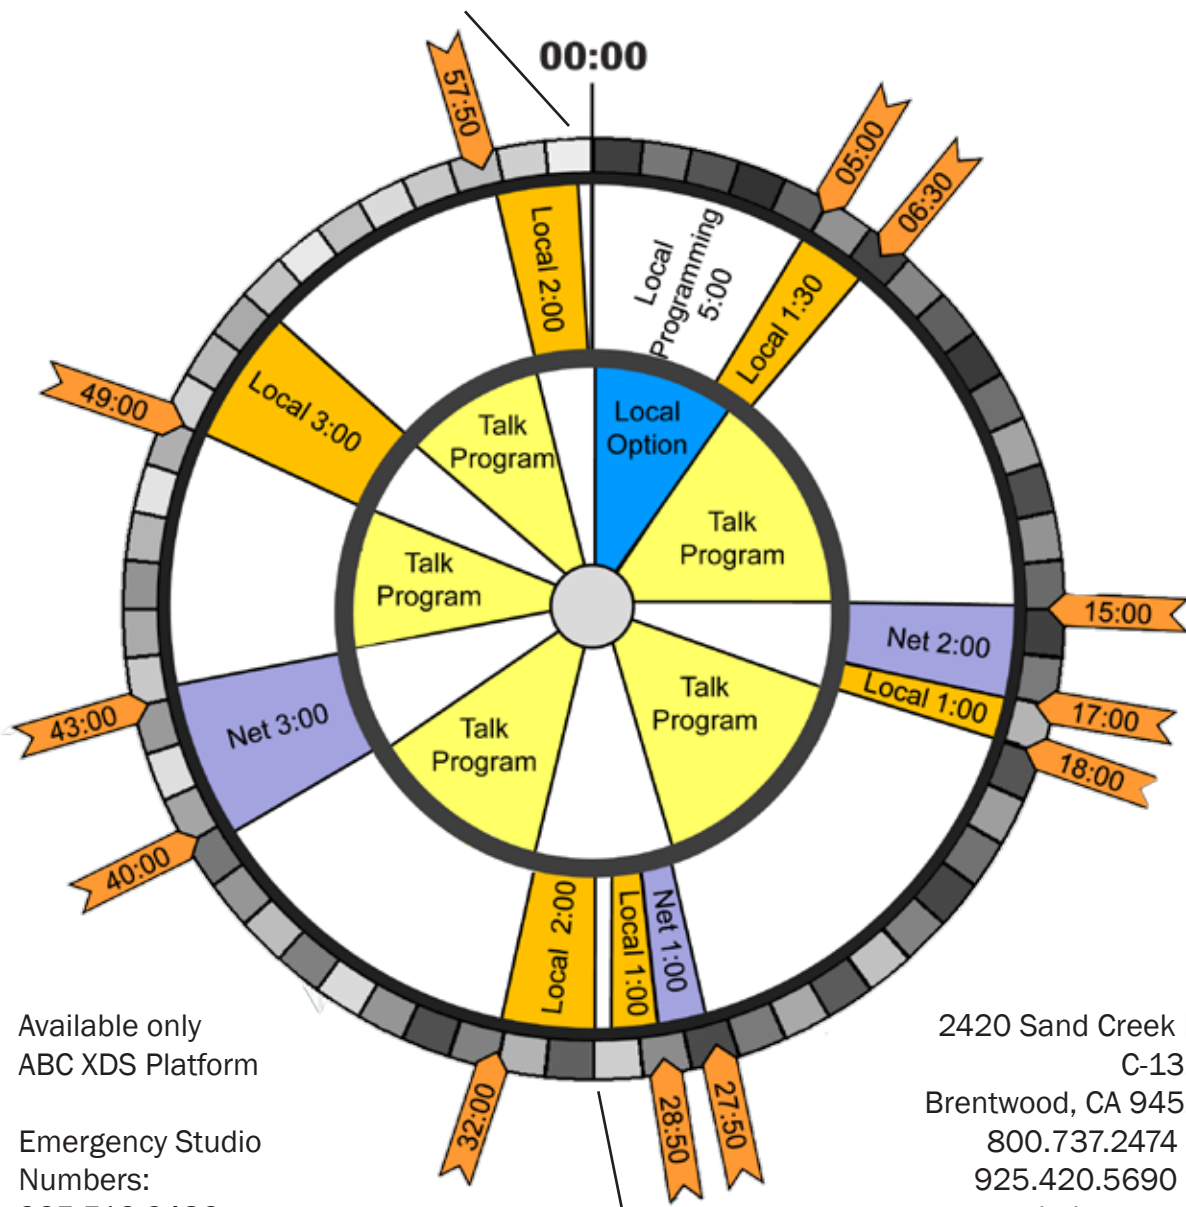 00:00
57:50
05:00
06:30
Local 2:00
Local
Programming
5:00
Local 1:30
49:00
Local 3:00
Talk
Program
Local
Option
Talk
Program
Talk
Program
15:00
Net 2:00
Local 1:00
17:00
18:00
43:00
Net 3:00
Talk
Program
Talk
Program
40:00
Local 2:00
Local 1:00
Net 1:00
32:00
28:50
27:50
Available only
ABC XDS Platform
Emergency Studio
Numbers:
2420 Sand Creek
C-13
Brentwood, CA 945
800.737.2474
925.420.5690